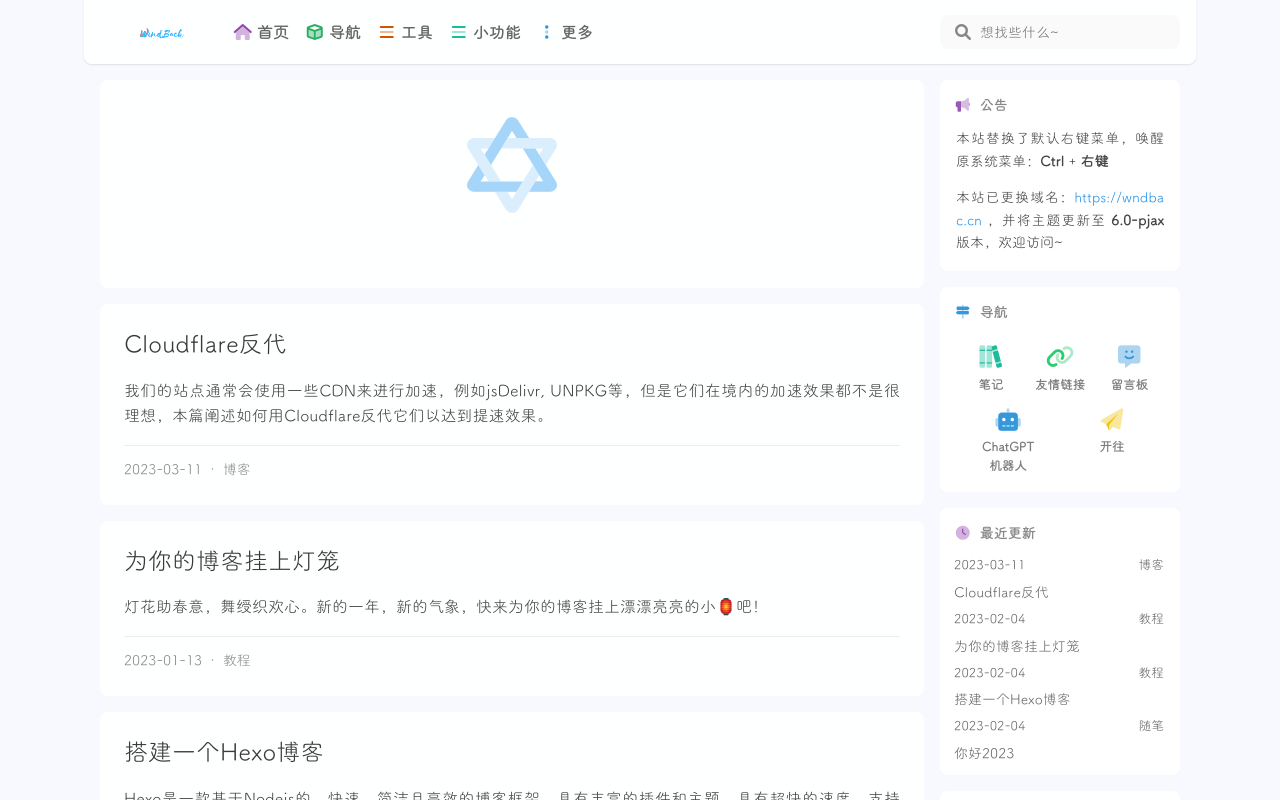 WindBack
首页
导航
工具
小功能
更多
想找些什么~
Cloudflare反代
我们的站点通常会使用一些CDN来进行加速，例如jsDelivr, UNPKG等，但是它们在境内的加速效果都不是很
理想，本篇阐述如何用Cloudflare反代它们以达到提速效果。
2023-03-11 · 博客
为你的博客挂上灯笼
灯花助春意，舞绶织欢心。新的一年，新的气象，快来为你的博客挂上漂漂亮亮的小🏮吧！
2023-01-13 · 教程
搭建一个Hexo博客
Hexo是一款基于Nodejs的、快速、简洁且高效的博客框架，具有丰富的插件和主题，具有超快的速度，支持
公告
本站替换了默认右键菜单，唤醒
原系统菜单：Ctrl + 右键
本站已更换域名：https://wndba
c.cn ，并将主题更新至 6.0-pjax
版本，欢迎访问~
导航
笔记
友情链接
留言板
ChatGPT
机器人
开往
最近更新
2023-03-11 博客
Cloudflare反代
2023-02-04 教程
为你的博客挂上灯笼
2023-02-04 教程
搭建一个Hexo博客
2023-02-04 随笔
你好2023